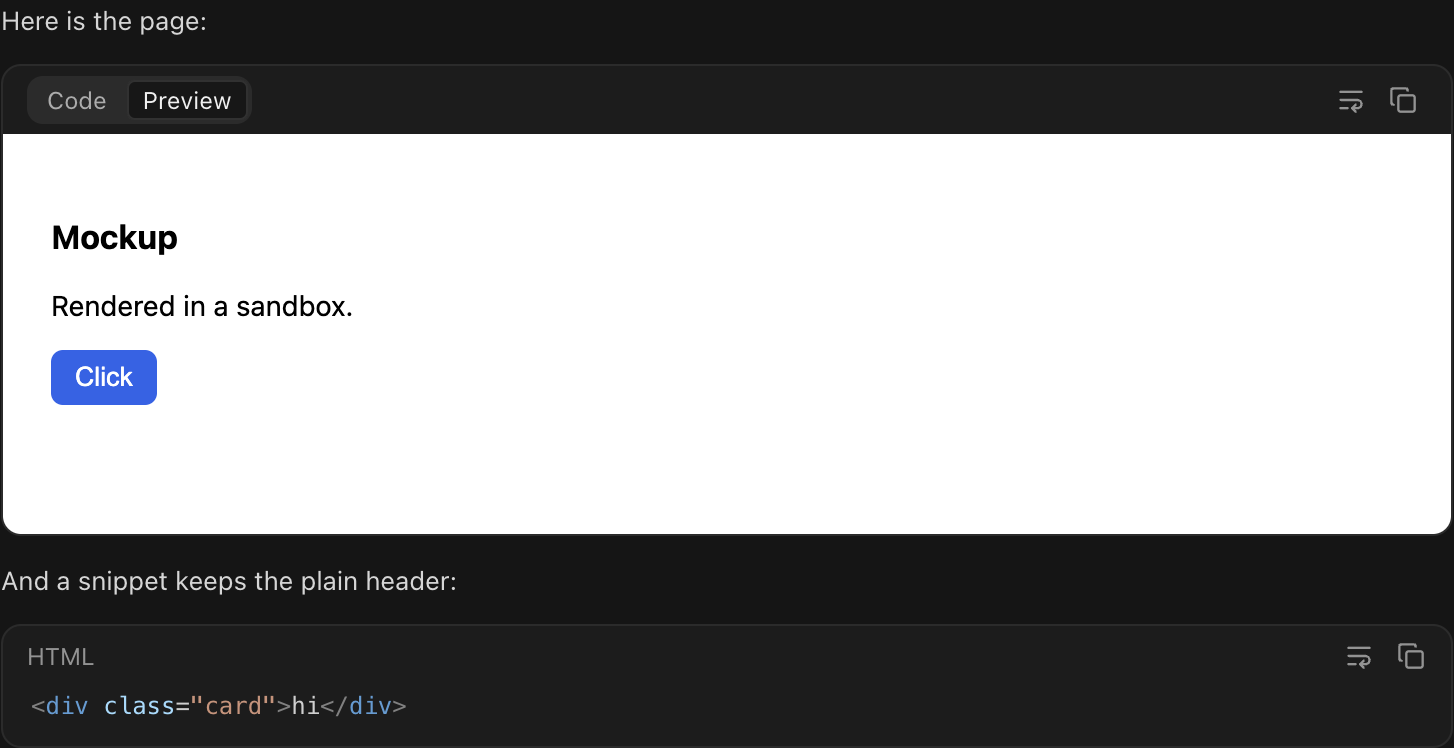 Here is the page:
Code Preview
Mockup
Rendered in a sandbox.
Click
And a snippet keeps the plain header:
HTML
<div class="card">hi</div>